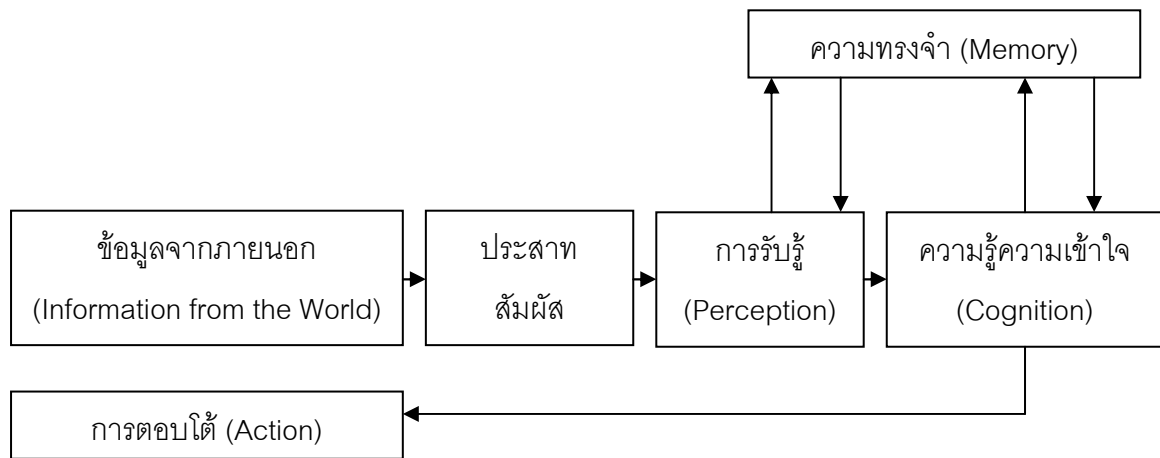 ความทรงจำ (Memory)
ข้อมูลจากภายนอก
(Information from the World)
ประสาท
สัมผัส
การรับรู้
(Perception)
ความรู้ความเข้าใจ
(Cognition)
การตอบโต้ (Action)